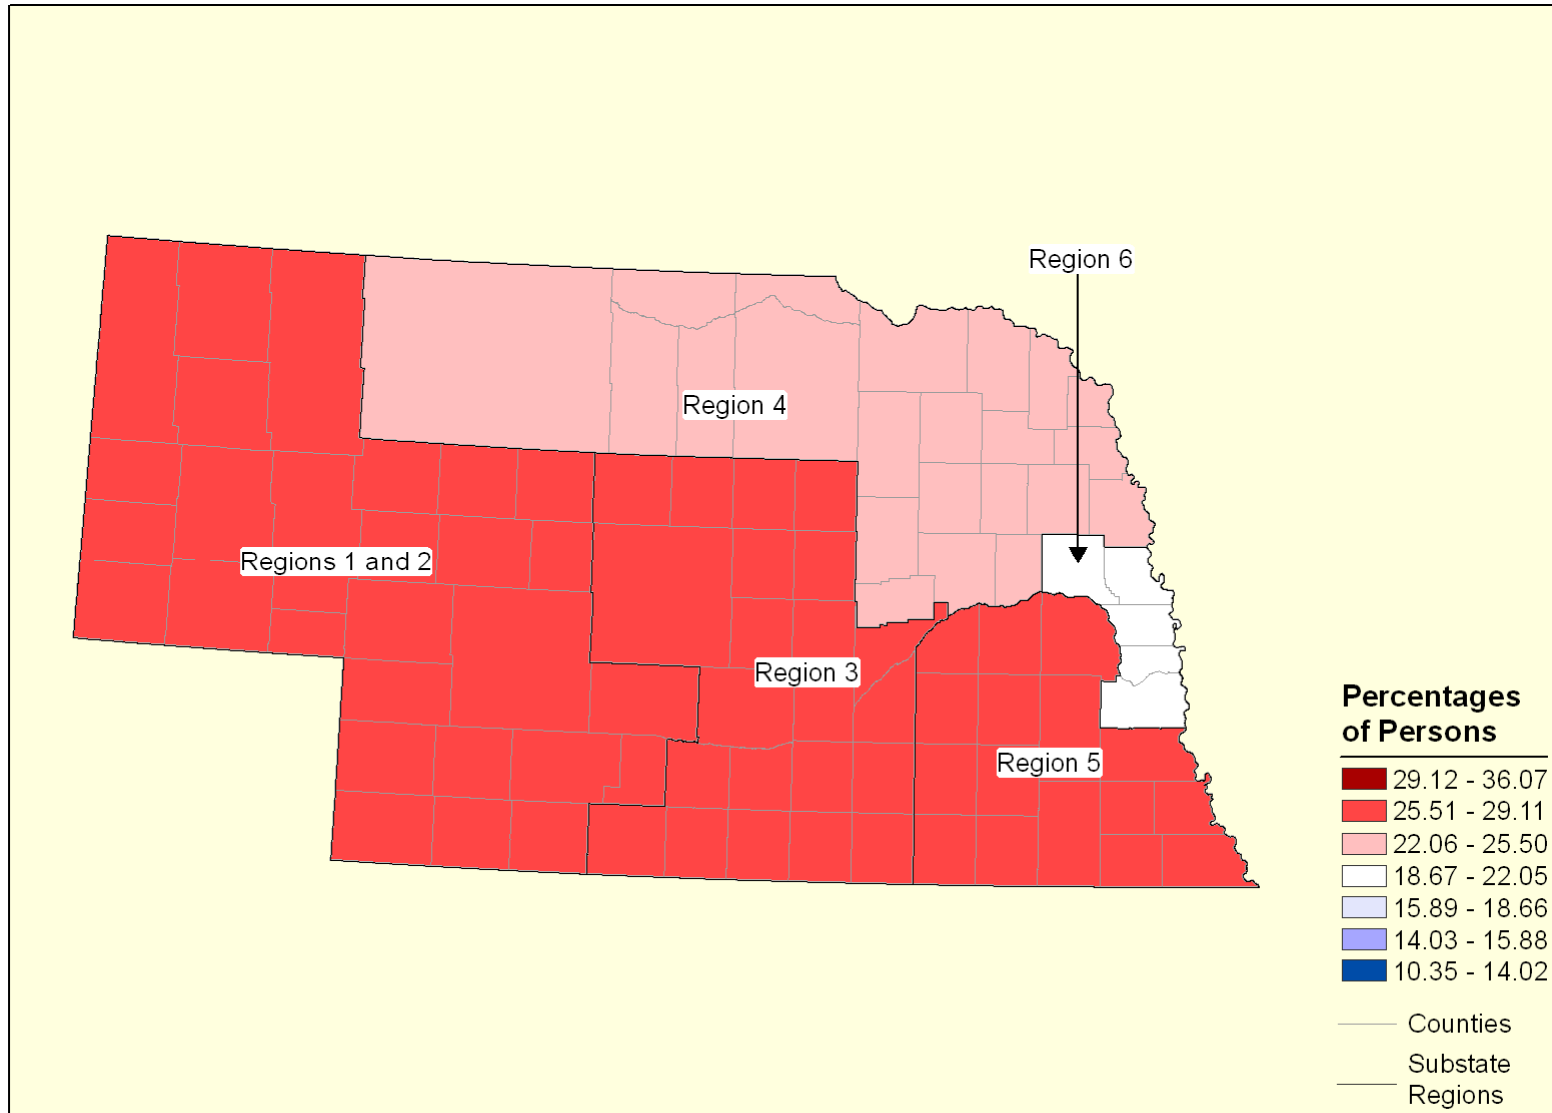 Region 6
Region 4
Regions 1 and 2
Region 3
Region 5
Percentages
of Persons
29.12 - 36.07
25.51 - 29.11
22.06 - 25.50
18.67 - 22.05
15.89 - 18.66
14.03 - 15.88
10.35 - 14.02
Counties
Substate
Regions